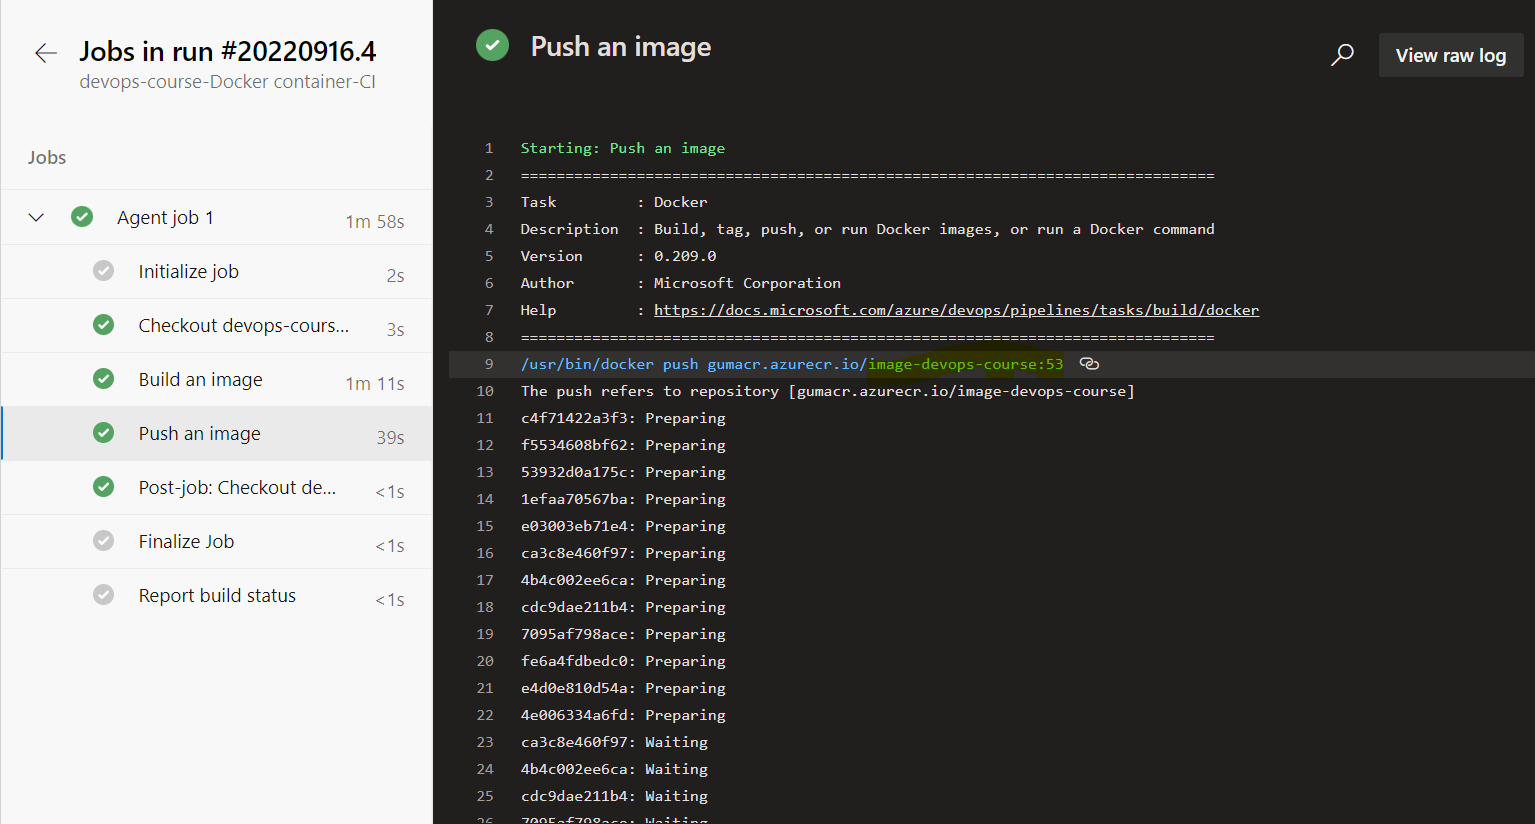 Jobs in run #20220916.4
devops-course-Docker container-CI
Jobs
Agent job 1 1m 58s
Initialize job 2s
Checkout devops-cours... 3s
Build an image 1m 11s
Push an image 39s
Post-job: Checkout de... <1s
Finalize Job <1s
Report build status <1s
Push an image
View raw log
1 Starting: Push an image
2 ==============================================================================
3 Task         : Docker
4 Description  : Build, tag, push, or run Docker images, or run a Docker command
5 Version      : 0.209.0
6 Author       : Microsoft Corporation
7 Help         : https://docs.microsoft.com/azure/devops/pipelines/tasks/build/docker
8 ==============================================================================
9 /usr/bin/docker push gumacr.azurecr.io/image-devops-course:53
10 The push refers to repository [gumacr.azurecr.io/image-devops-course]
11 c4f71422a3f3: Preparing
12 f5534608bf62: Preparing
13 53932d0a175c: Preparing
14 1efaa70567ba: Preparing
15 e03003eb71e4: Preparing
16 ca3c8e460f97: Preparing
17 4b4c002ee6ca: Preparing
18 cdc9dae211b4: Preparing
19 7095af798ace: Preparing
20 fe6a4fdbedc0: Preparing
21 e4d0e810d54a: Preparing
22 4e006334a6fd: Preparing
23 ca3c8e460f97: Waiting
24 4b4c002ee6ca: Waiting
25 cdc9dae211b4: Waiting
26 7095af798ace: Waiting